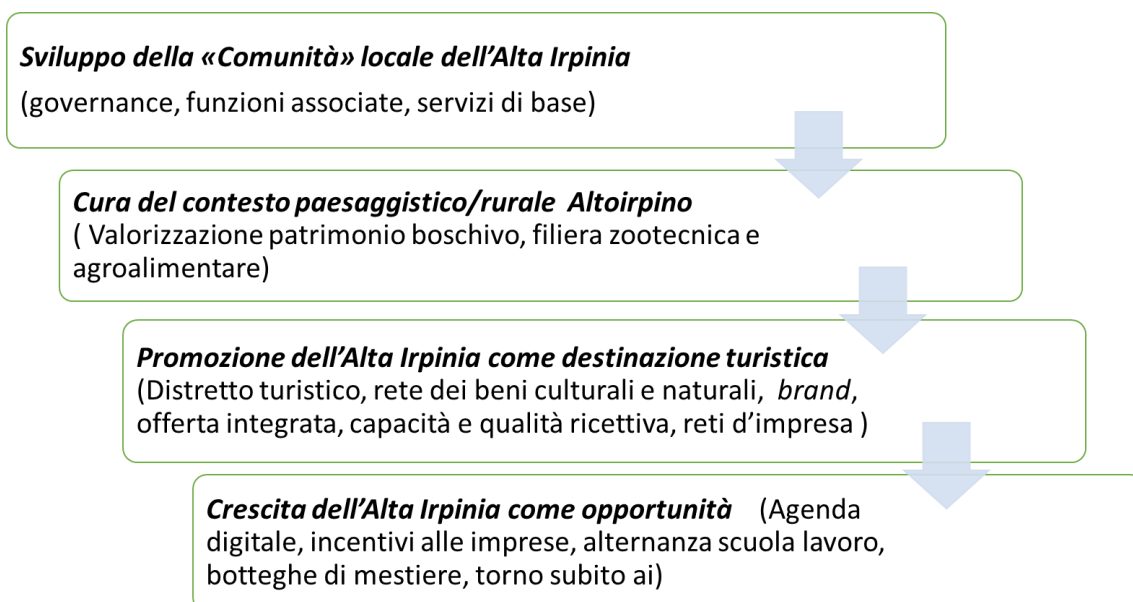 Sviluppo della «Comunità» locale dell’Alta Irpinia
(governance, funzioni associate, servizi di base)
Cura del contesto paesaggistico/rurale Altoirpino
( Valorizzazione patrimonio boschivo, filiera zootecnica e
agroalimentare)
Promozione dell’Alta Irpinia come destinazione turistica
(Distretto turistico, rete dei beni culturali e naturali, brand,
offerta integrata, capacità e qualità ricettiva, reti d’impresa )
Crescita dell’Alta Irpinia come opportunità (Agenda
digitale, incentivi alle imprese, alternanza scuola lavoro,
botteghe di mestiere, torno subito ai)